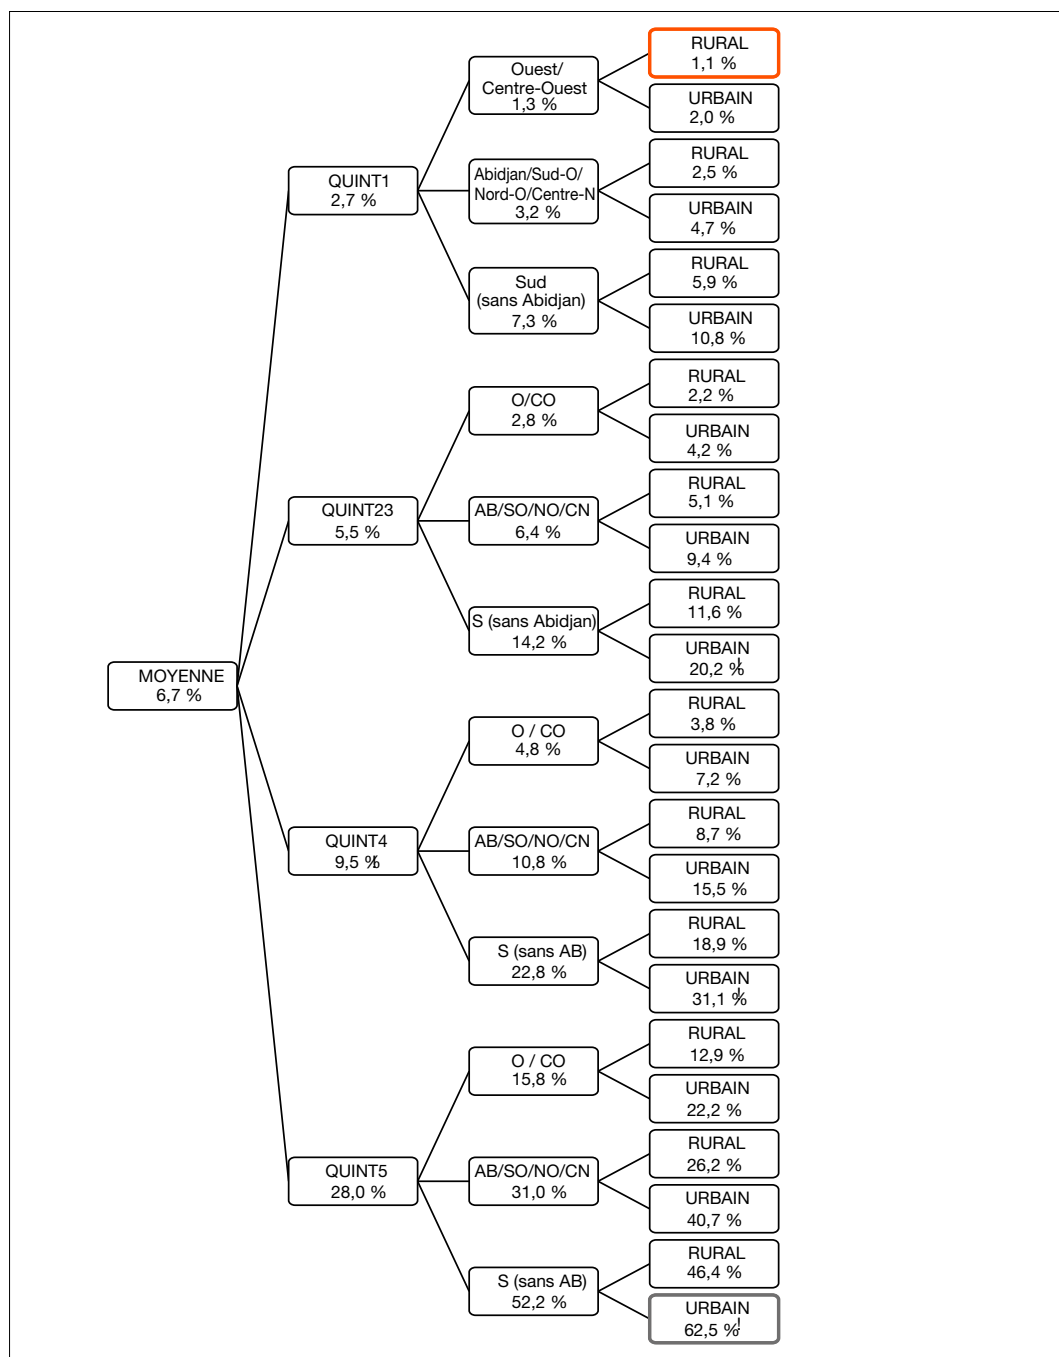 MOYENNE
6,7 %
QUINT1
2,7 %
Ouest/
Centre-Ouest
1,3 %
RURAL
1,1 %
URBAIN
2,0 %
Abidjan/Sud-O/
Nord-O/Centre-N
3,2 %
RURAL
2,5 %
URBAIN
4,7 %
Sud
(sans Abidjan)
7,3 %
RURAL
5,9 %
URBAIN
10,8 %
QUINT23
5,5 %
O/CO
2,8 %
RURAL
2,2 %
URBAIN
4,2 %
AB/SO/NO/CN
6,4 %
RURAL
5,1 %
URBAIN
9,4 %
S (sans Abidjan)
14,2 %
RURAL
11,6 %
URBAIN
20,2 %
QUINT4
9,5 %
O / CO
4,8 %
RURAL
3,8 %
URBAIN
7,2 %
AB/SO/NO/CN
10,8 %
RURAL
8,7 %
URBAIN
15,5 %
S (sans AB)
22,8 %
RURAL
18,9 %
URBAIN
31,1 %
QUINT5
28,0 %
O / CO
15,8 %
RURAL
12,9 %
URBAIN
22,2 %
AB/SO/NO/CN
31,0 %
RURAL
26,2 %
URBAIN
40,7 %
S (sans AB)
52,2 %
RURAL
46,4 %
URBAIN
62,5 %